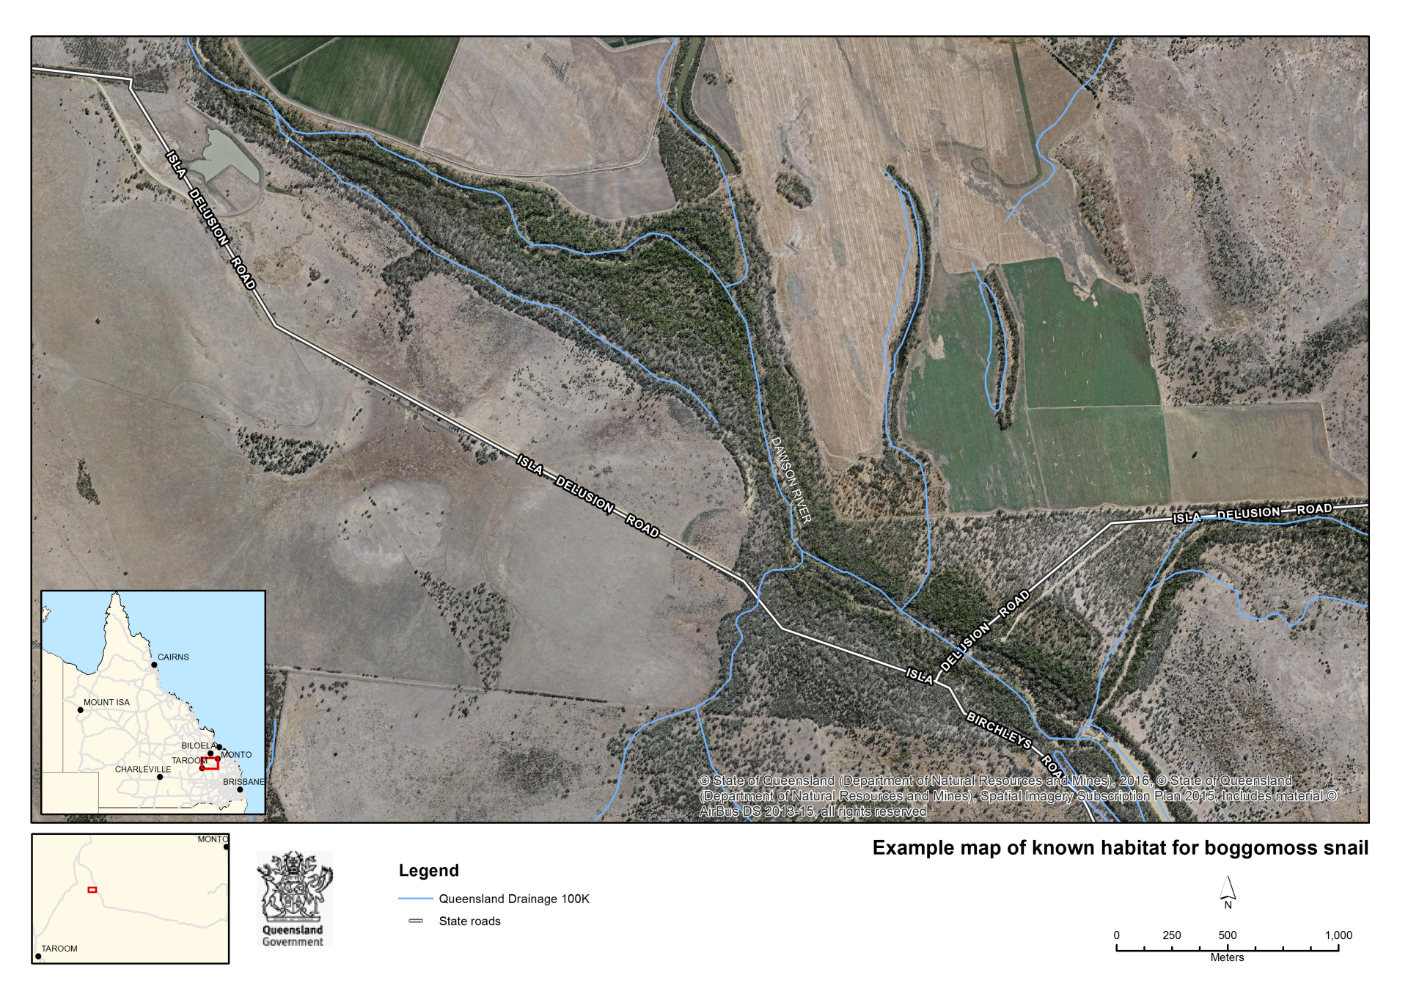 ISLA DELUSION ROAD
DAWSON RIVER
ISLA DELUSION ROAD
ISLA DELUSION ROAD
ISLA DELUSION ROAD
BIRCHLEYS ROA
CAIRNS
MOUNT ISA
BILOELA
MONTO
TAROOM
CHARLEVILLE
BRISBANE
© State of Queensland (Department of Natural Resources and Mines), 2016, © State of Queensland
(Department of Natural Resources and Mines), Spatial Imagery Subscription Plan 2015, Includes material ©
AirBus DS 2013-15, all rights reserved
MONTO
TAROOM
Queensland
Government
Legend
Queensland Drainage 100K
State roads
Example map of known habitat for boggomoss snail
N
0 250 500 1,000
Meters